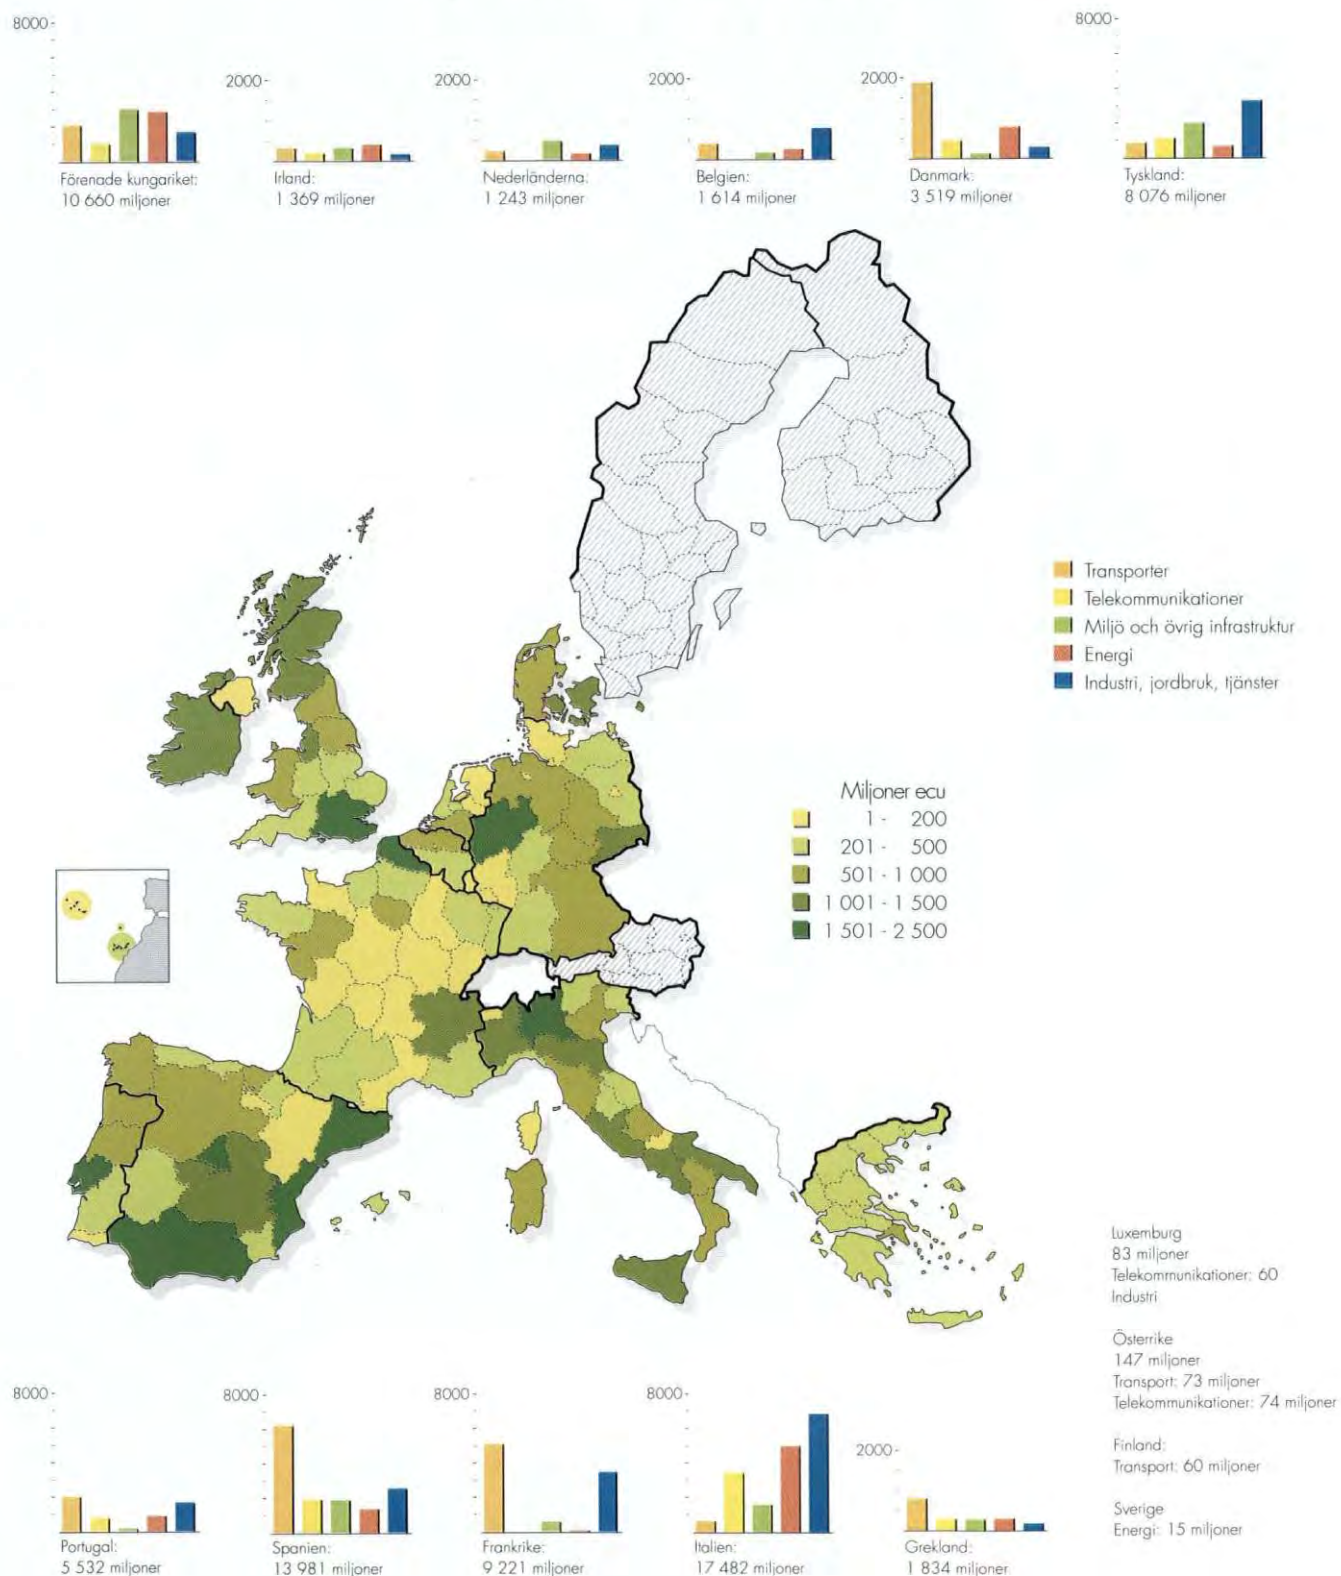 8000
2000
2000
2000
2000
8000
Förenade kungariket:
10 660 miljoner
Irland:
1 369 miljoner
Nederländerna:
1 243 miljoner
Belgien:
1 614 miljoner
Danmark:
3 519 miljoner
Tyskland:
8 076 miljoner
Transporter
Telekommunikationer
Miljö och övrig infrastruktur
Energi
Industri, jordbruk, tjänster
Miljoner ecu
1 - 200
201 - 500
501 - 1 000
1 001 - 1 500
1 501 - 2 500
Luxemburg
83 miljoner
Telekommunikationer: 60
Industri
Österrike
147 miljoner
Transport: 73 miljoner
Telekommunikationer: 74 miljoner
Finland:
Transport: 60 miljoner
Sverige
Energi: 15 miljoner
8000
8000
8000
8000
2000
Portugal:
5 532 miljoner
Spanien:
13 981 miljoner
Frankrike:
9 221 miljoner
Italien:
17 482 miljoner
Grekland:
1 834 miljoner